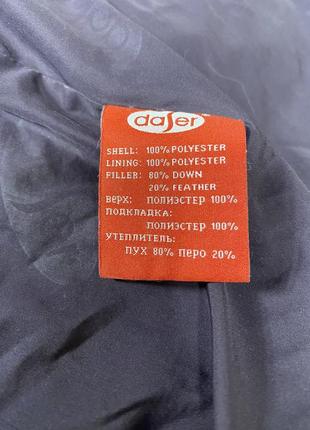 daser
SHELL: 100% POLYESTER
LINING: 100% POLYESTER
FILLER: 80% DOWN
20% FEATHER
ВЕРХ: ПОЛИЭСТЕР 100%
ПОДКЛАДКА:
ПОЛИЭСТЕР 100%
УТЕПЛИТЕЛЬ:
ПУХ 80% ПЕРО 20%